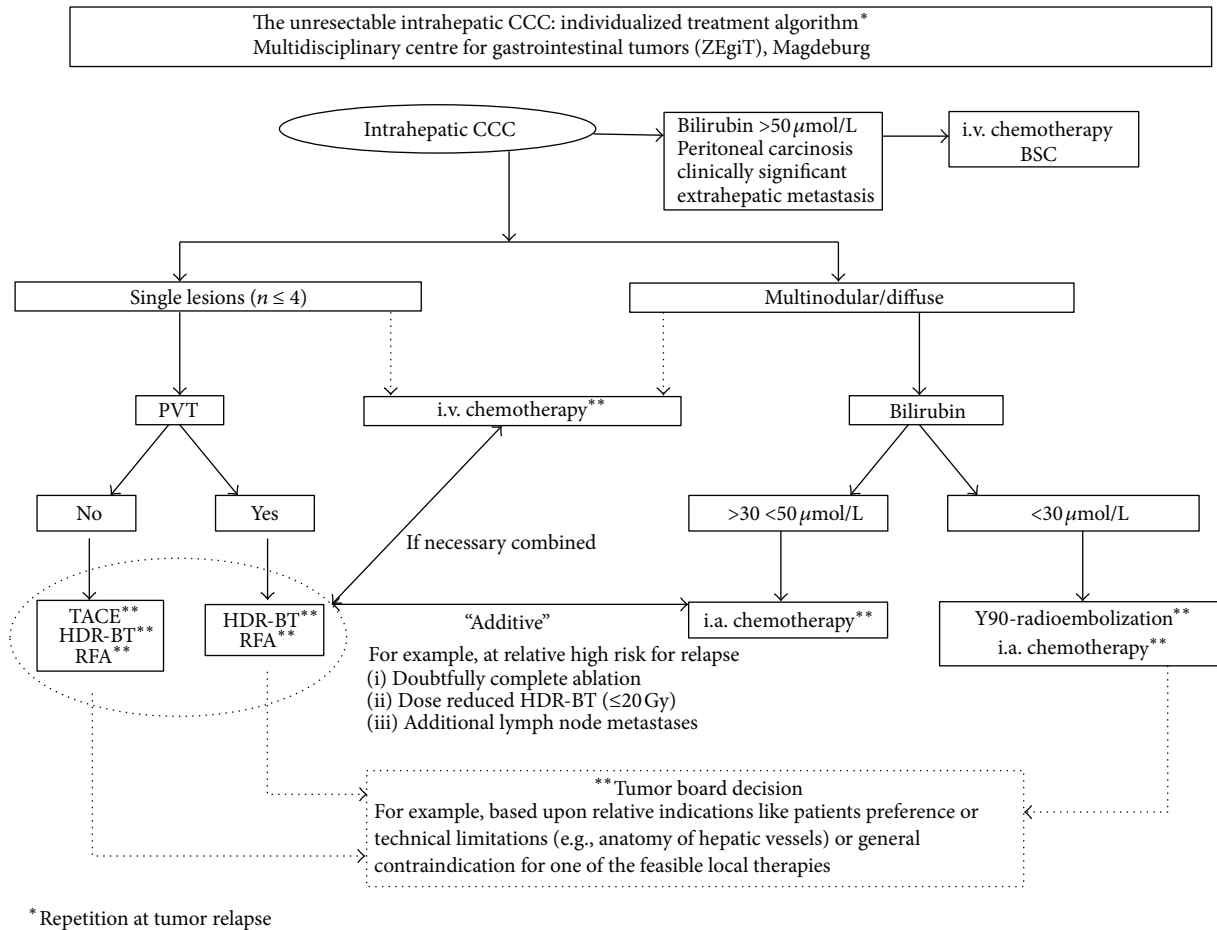 The unresectable intrahepatic CCC: individualized treatment algorithm*
Multidisciplinary centre for gastrointestinal tumors (ZEgiT), Magdeburg
Intrahepatic CCC
Bilirubin >50 μmol/L
Peritoneal carcinosis
clinically significant
extrahepatic metastasis
i.v. chemotherapy
BSC
Single lesions (n ≤ 4)
Multinodular/diffuse
PVT
i.v. chemotherapy**
Bilirubin
No
Yes
>30 <50 μmol/L
<30 μmol/L
If necessary combined
TACE**
HDR-BT**
RFA**
HDR-BT**
RFA**
"Additive"
For example, at relative high risk for relapse
(i) Doubtfully complete ablation
(ii) Dose reduced HDR-BT (≤20 Gy)
(iii) Additional lymph node metastases
i.a. chemotherapy**
Y90-radioembolization**
i.a. chemotherapy**
**Tumor board decision
For example, based upon relative indications like patients preference or
technical limitations (e.g., anatomy of hepatic vessels) or general
contraindication for one of the feasible local therapies
*Repetition at tumor relapse